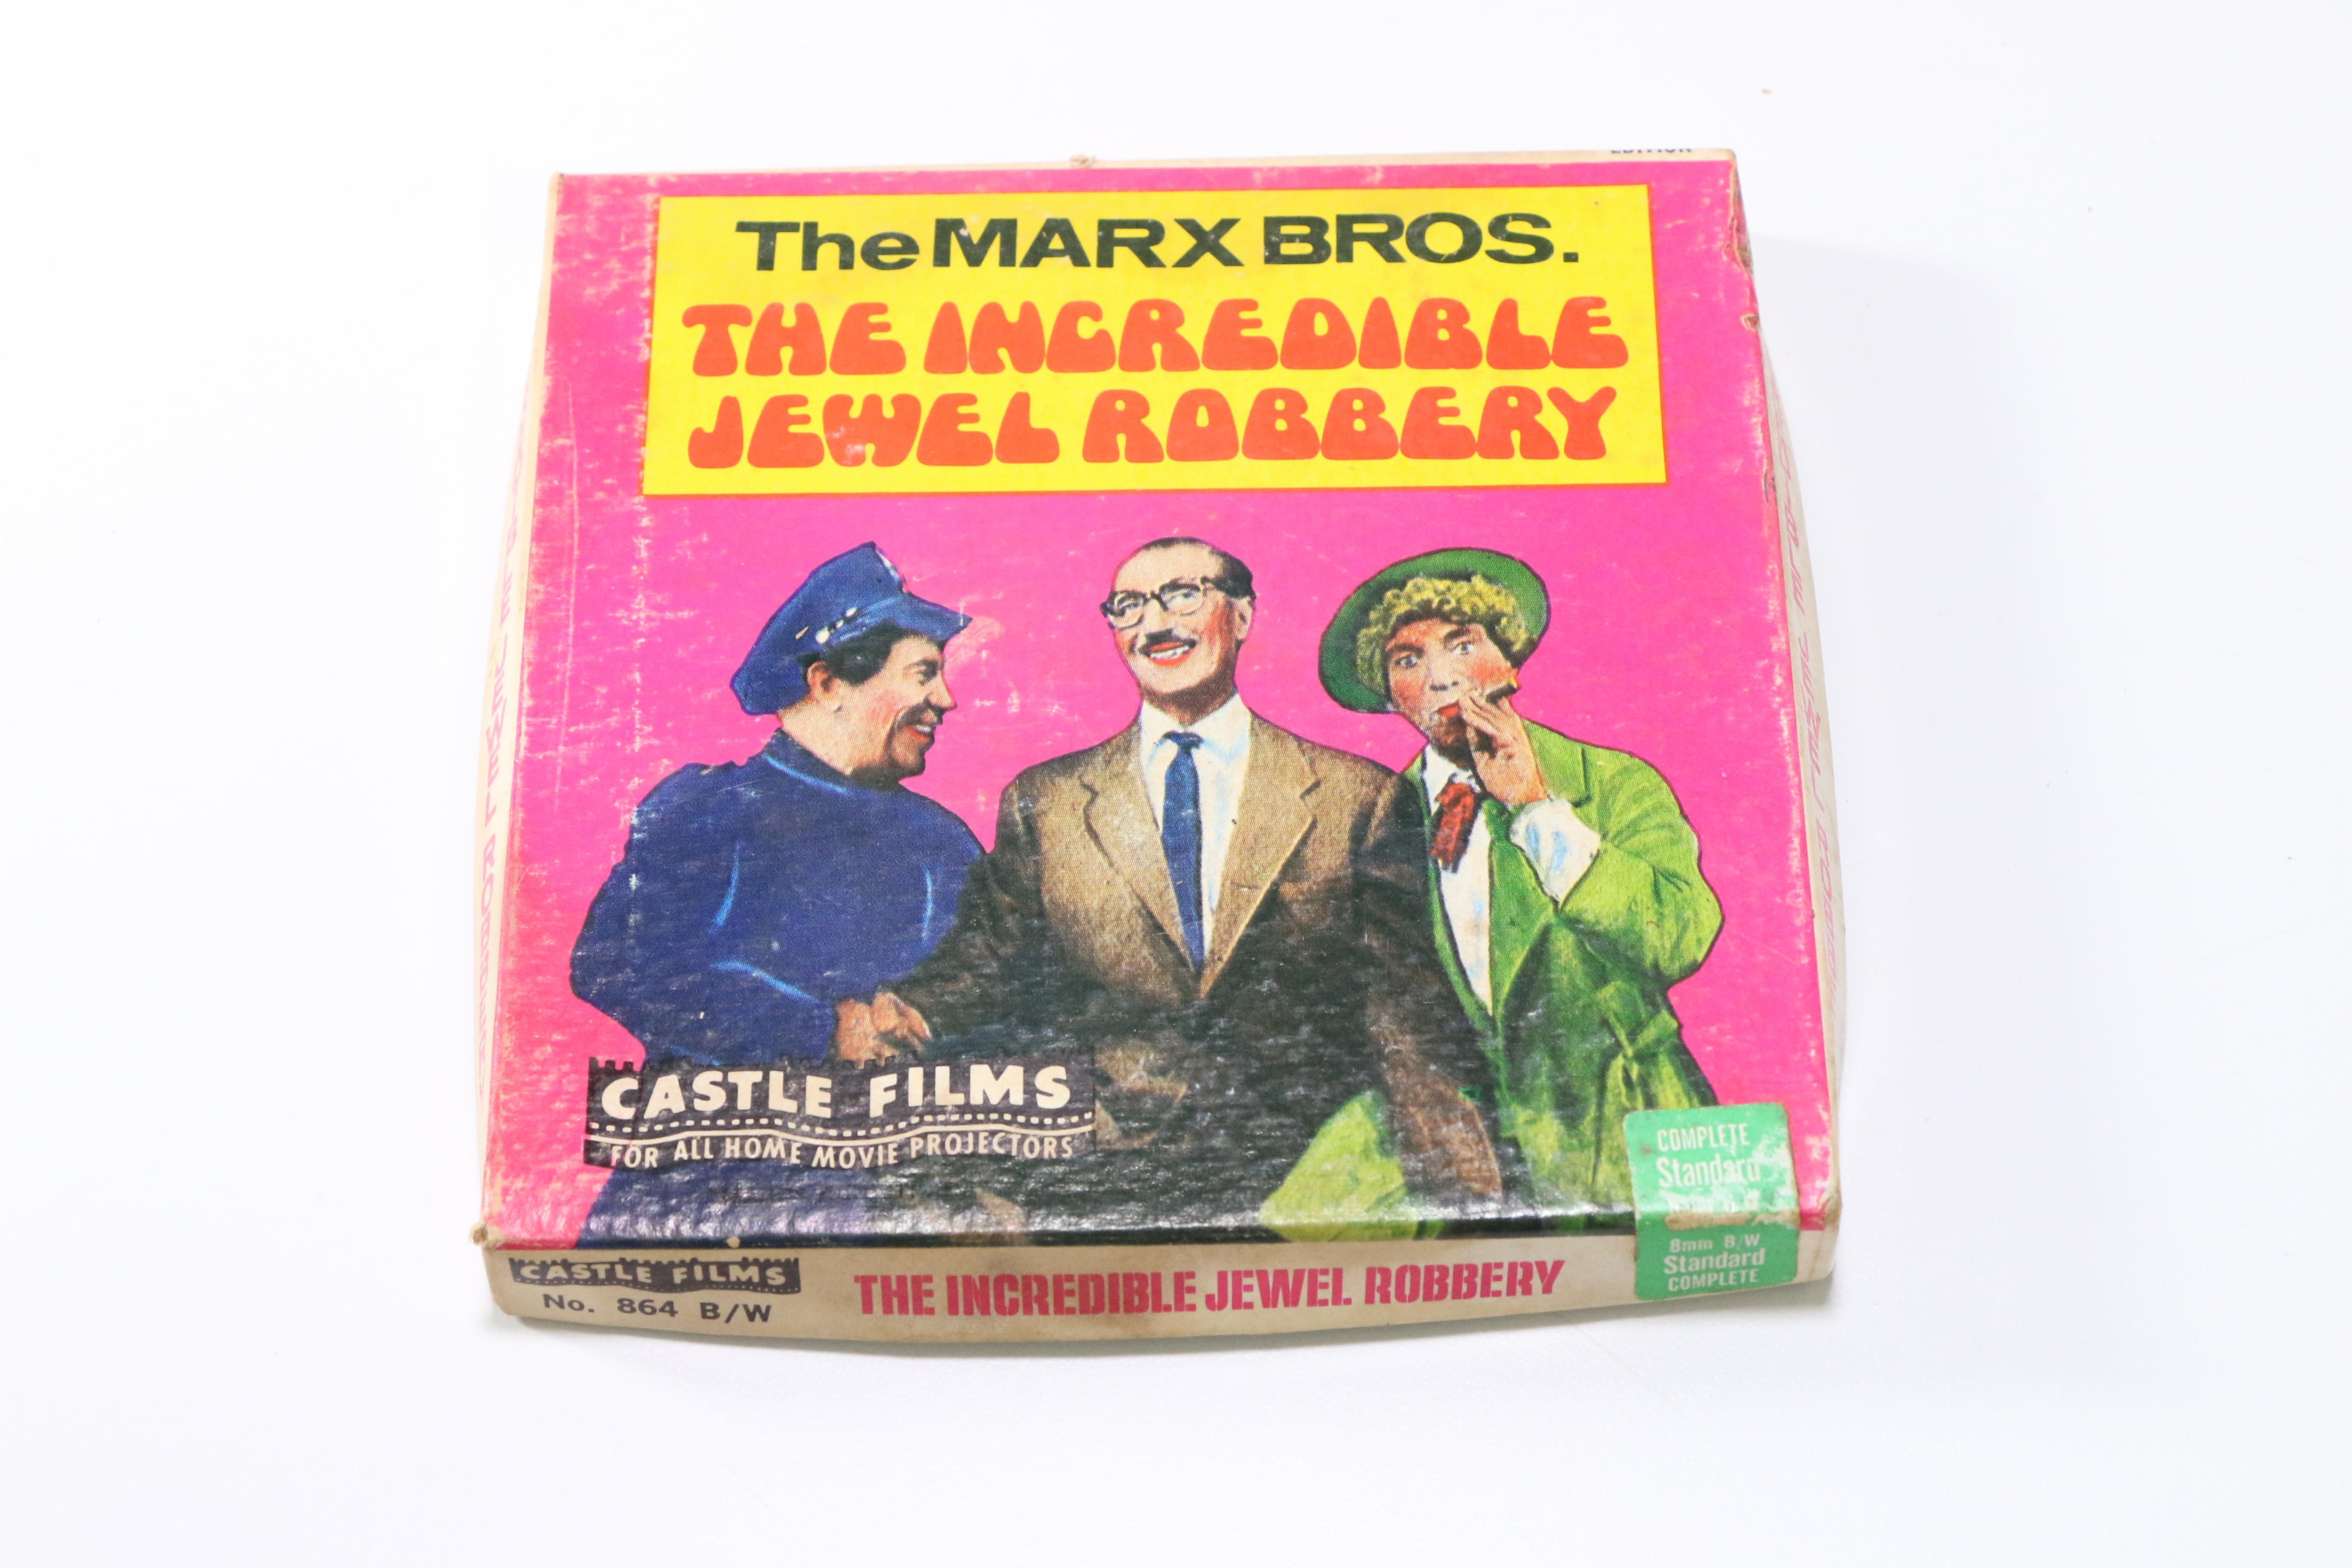 EDITION
The MARX BROS.
THE INCREDIBLE
JEWEL ROBBERY
CASTLE FILMS
FOR ALL HOME MOVIE PROJECTORS
COMPLETE
Standard
8mm B/W
Standard
COMPLETE
CASTLE FILMS
No. 864 B/W
THE INCREDIBLE JEWEL ROBBERY